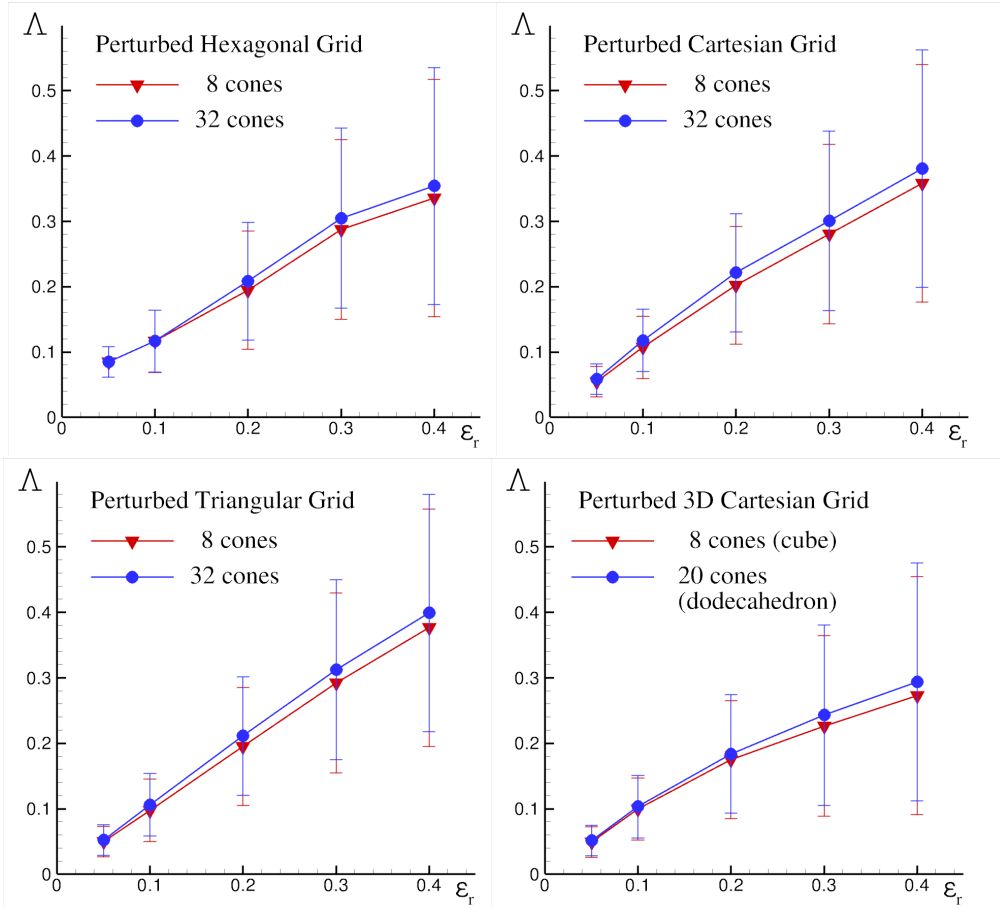 Λ
Perturbed Hexagonal Grid
8 cones
32 cones
0.5
0.4
0.3
0.2
0.1
0
0
0.1
0.2
0.3
0.4
εr
Λ
Perturbed Cartesian Grid
8 cones
32 cones
0.5
0.4
0.3
0.2
0.1
0
0
0.1
0.2
0.3
0.4
εr
Λ
Perturbed Triangular Grid
8 cones
32 cones
0.5
0.4
0.3
0.2
0.1
0
0
0.1
0.2
0.3
0.4
εr
Λ
Perturbed 3D Cartesian Grid
8 cones (cube)
20 cones
(dodecahedron)
0.5
0.4
0.3
0.2
0.1
0
0
0.1
0.2
0.3
0.4
εr